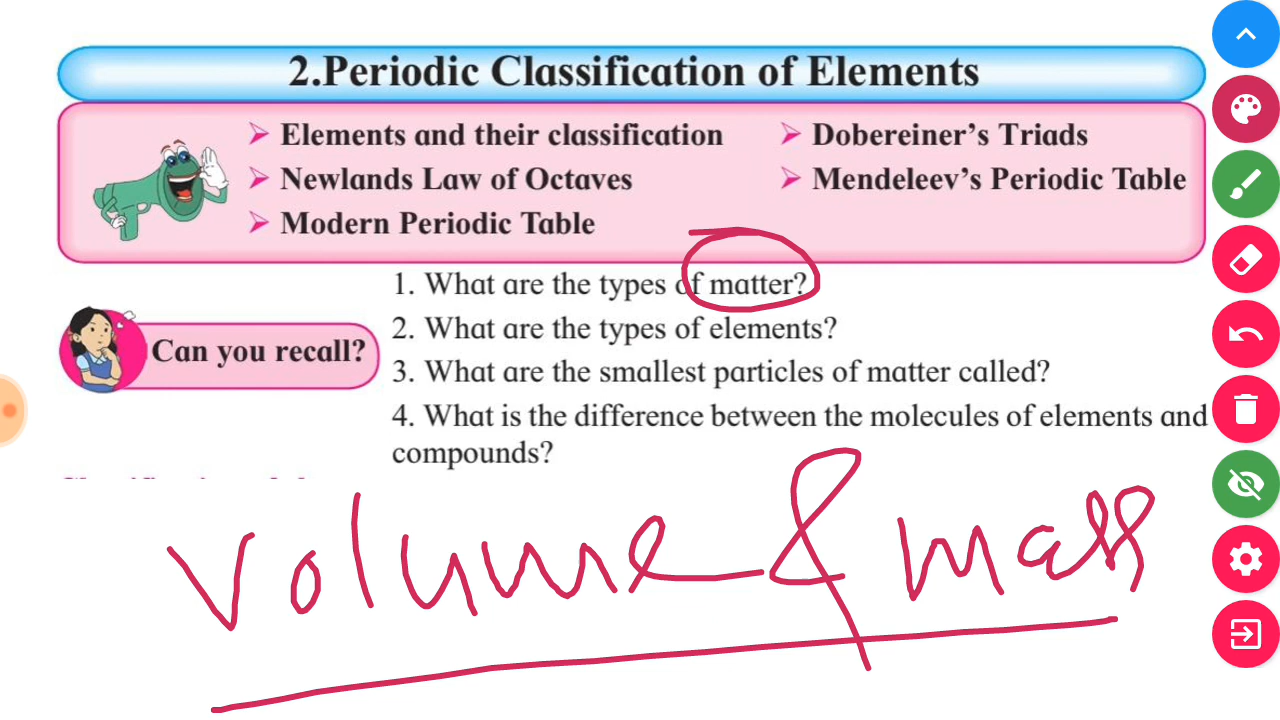 2.Periodic Classification of Elements
➢ Elements and their classification
➢ Dobereiner's Triads
➢ Newlands Law of Octaves
➢ Mendeleev's Periodic Table
➢ Modern Periodic Table
Can you recall?
1. What are the types of matter?
2. What are the types of elements?
3. What are the smallest particles of matter called?
4. What is the difference between the molecules of elements and
compounds?
Volume & mass